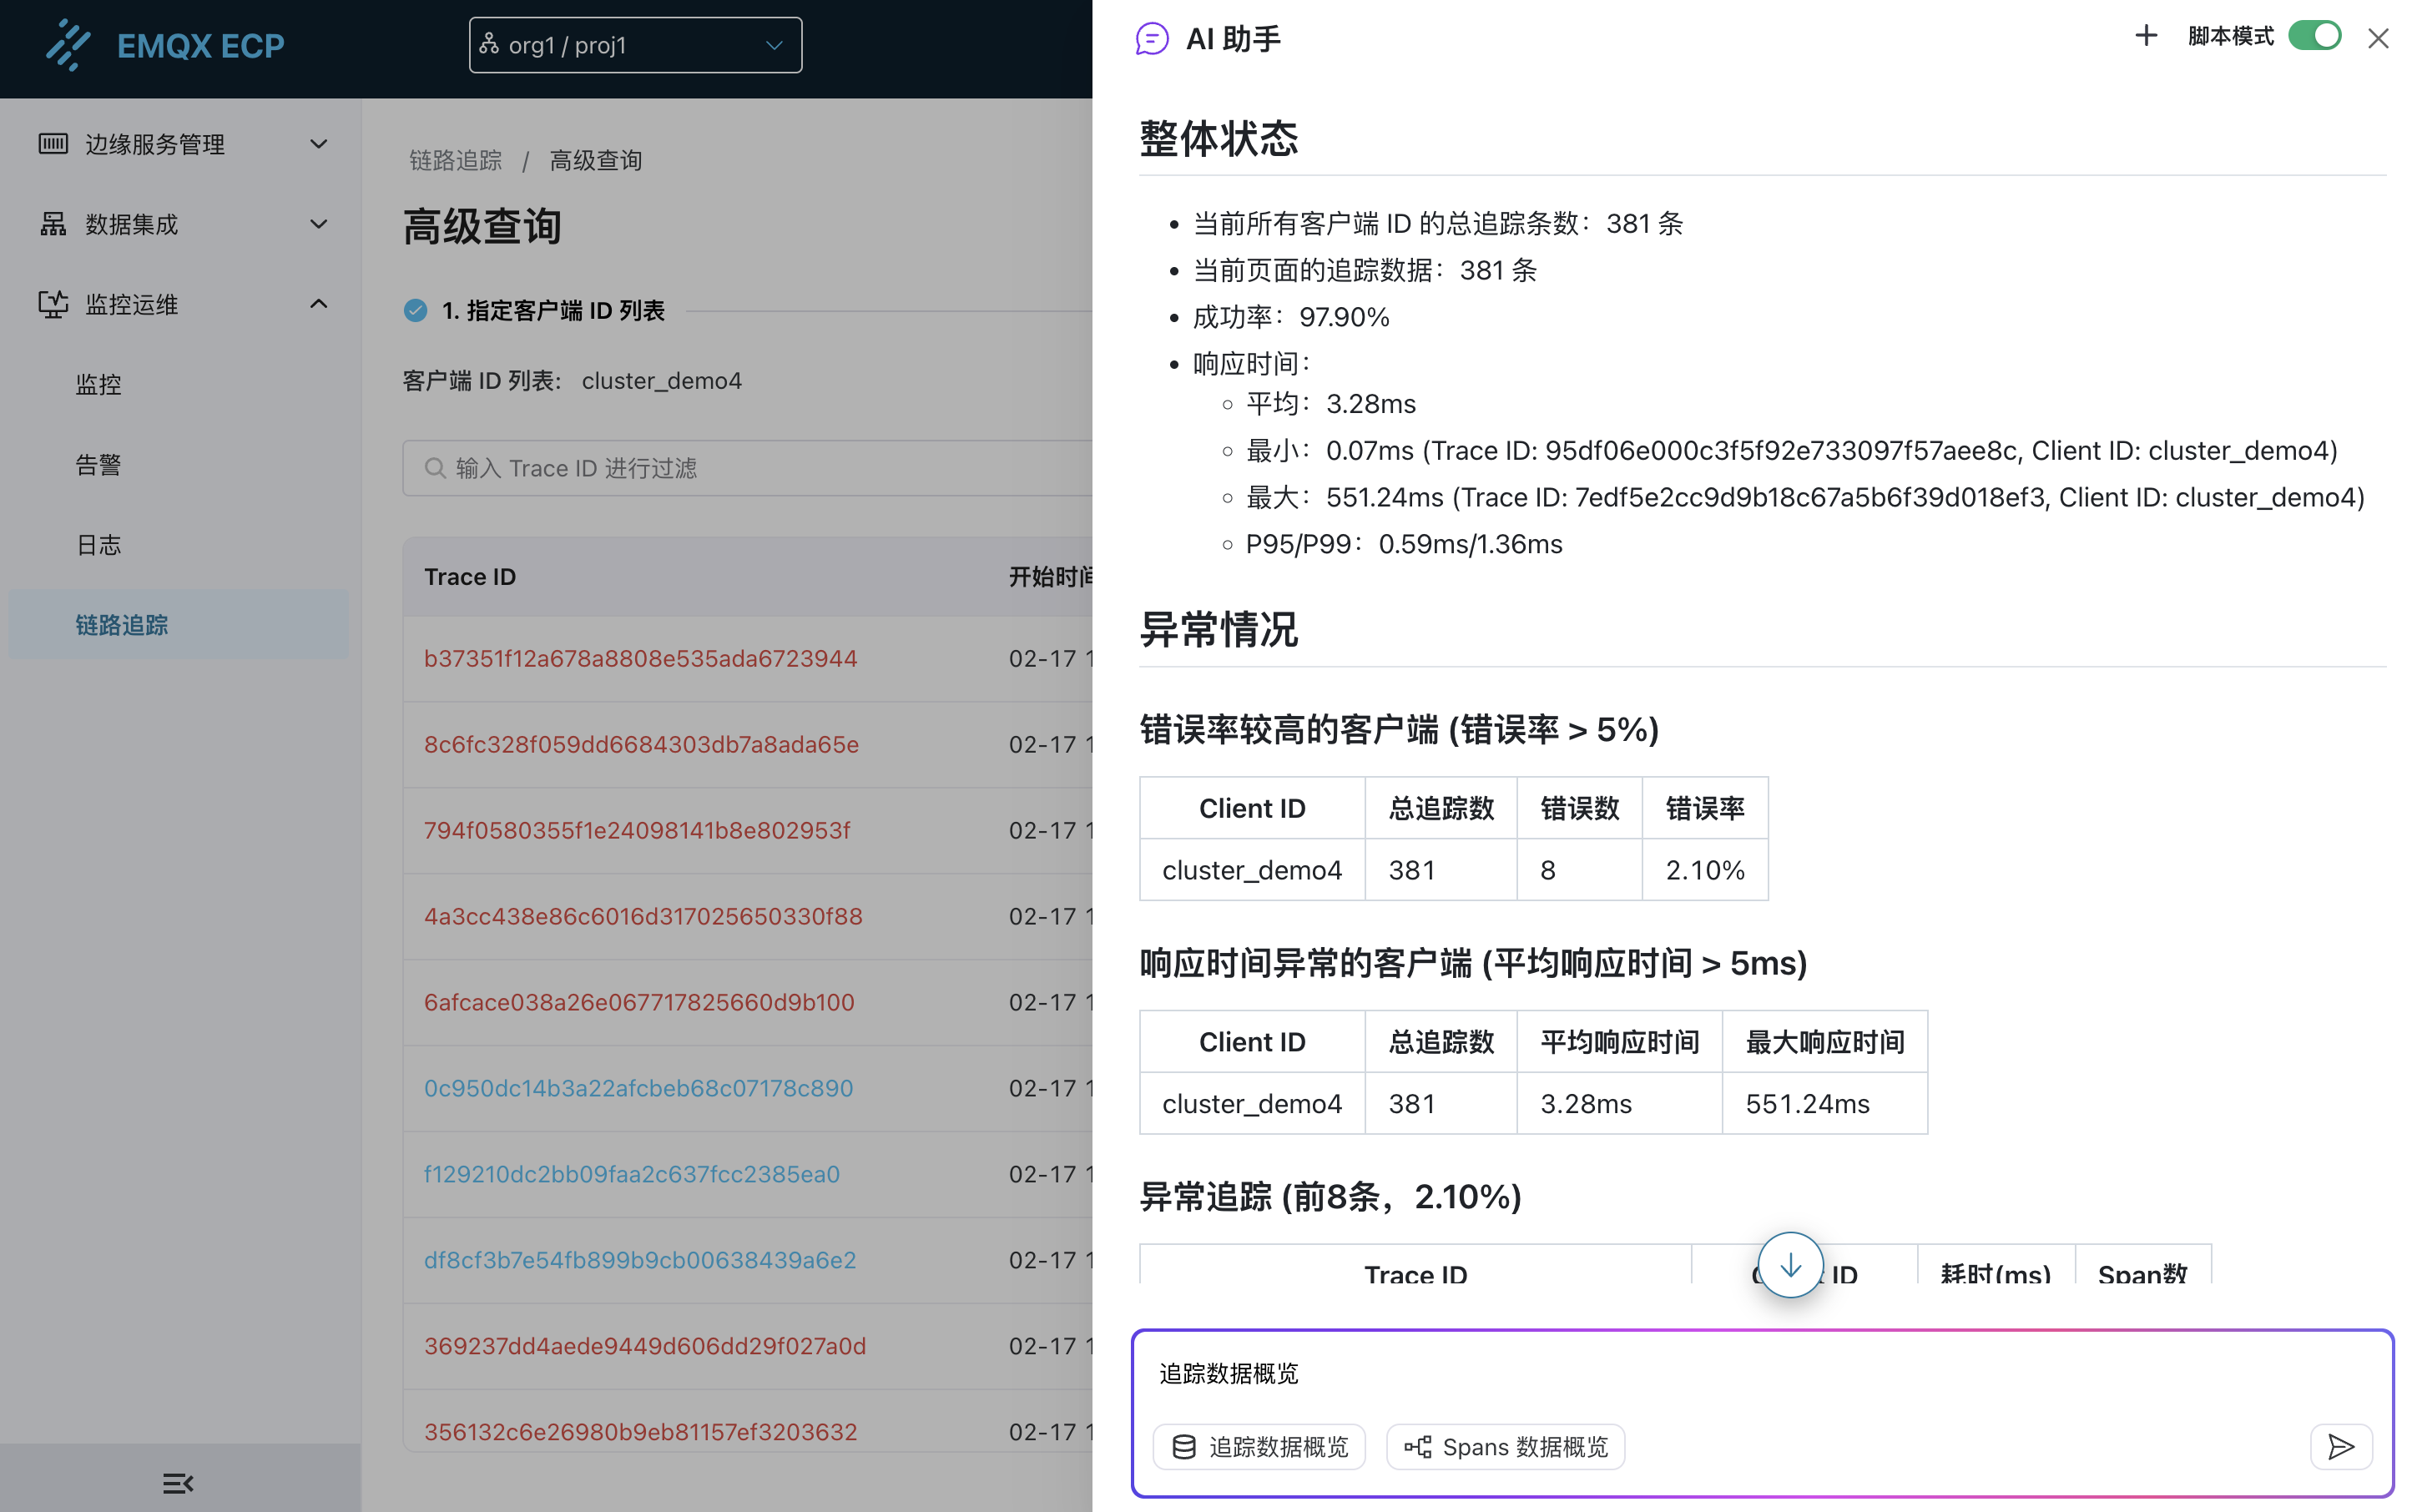 EMQX ECP
org1 / proj1
边缘服务管理
数据集成
监控运维
监控
告警
日志
链路追踪
链路追踪 / 高级查询
高级查询
1. 指定客户端 ID 列表
客户端 ID 列表: cluster_demo4
输入 Trace ID 进行过滤
Trace ID 开始时间
b37351f12a678a8808e535ada6723944 02-17 1
8c6fc328f059dd6684303db7a8ada65e 02-17 1
794f0580355f1e24098141b8e802953f 02-17 1
4a3cc438e86c6016d317025650330f88 02-17 1
6afcace038a26e067717825660d9b100 02-17 1
0c950dc14b3a22afcbeb68c07178c890 02-17 1
f129210dc2bb09faa2c637fcc2385ea0 02-17 1
df8cf3b7e54fb899b9cb00638439a6e2 02-17 1
369237dd4aede9449d606dd29f027a0d 02-17 1
356132c6e26980b9eb81157ef3203632 02-17 1
AI 助手
脚本模式
整体状态
当前所有客户端 ID 的总追踪条数：381 条
当前页面的追踪数据：381 条
成功率：97.90%
响应时间：
平均：3.28ms
最小：0.07ms (Trace ID: 95df06e000c3f5f92e733097f57aee8c, Client ID: cluster_demo4)
最大：551.24ms (Trace ID: 7edf5e2cc9d9b18c67a5b6f39d018ef3, Client ID: cluster_demo4)
P95/P99：0.59ms/1.36ms
异常情况
错误率较高的客户端 (错误率 > 5%)
Client ID 总追踪数 错误数 错误率
cluster_demo4 381 8 2.10%
响应时间异常的客户端 (平均响应时间 > 5ms)
Client ID 总追踪数 平均响应时间 最大响应时间
cluster_demo4 381 3.28ms 551.24ms
异常追踪 (前8条，2.10%)
Trace ID ID 耗时(ms) Span数
追踪数据概览
追踪数据概览
Spans 数据概览